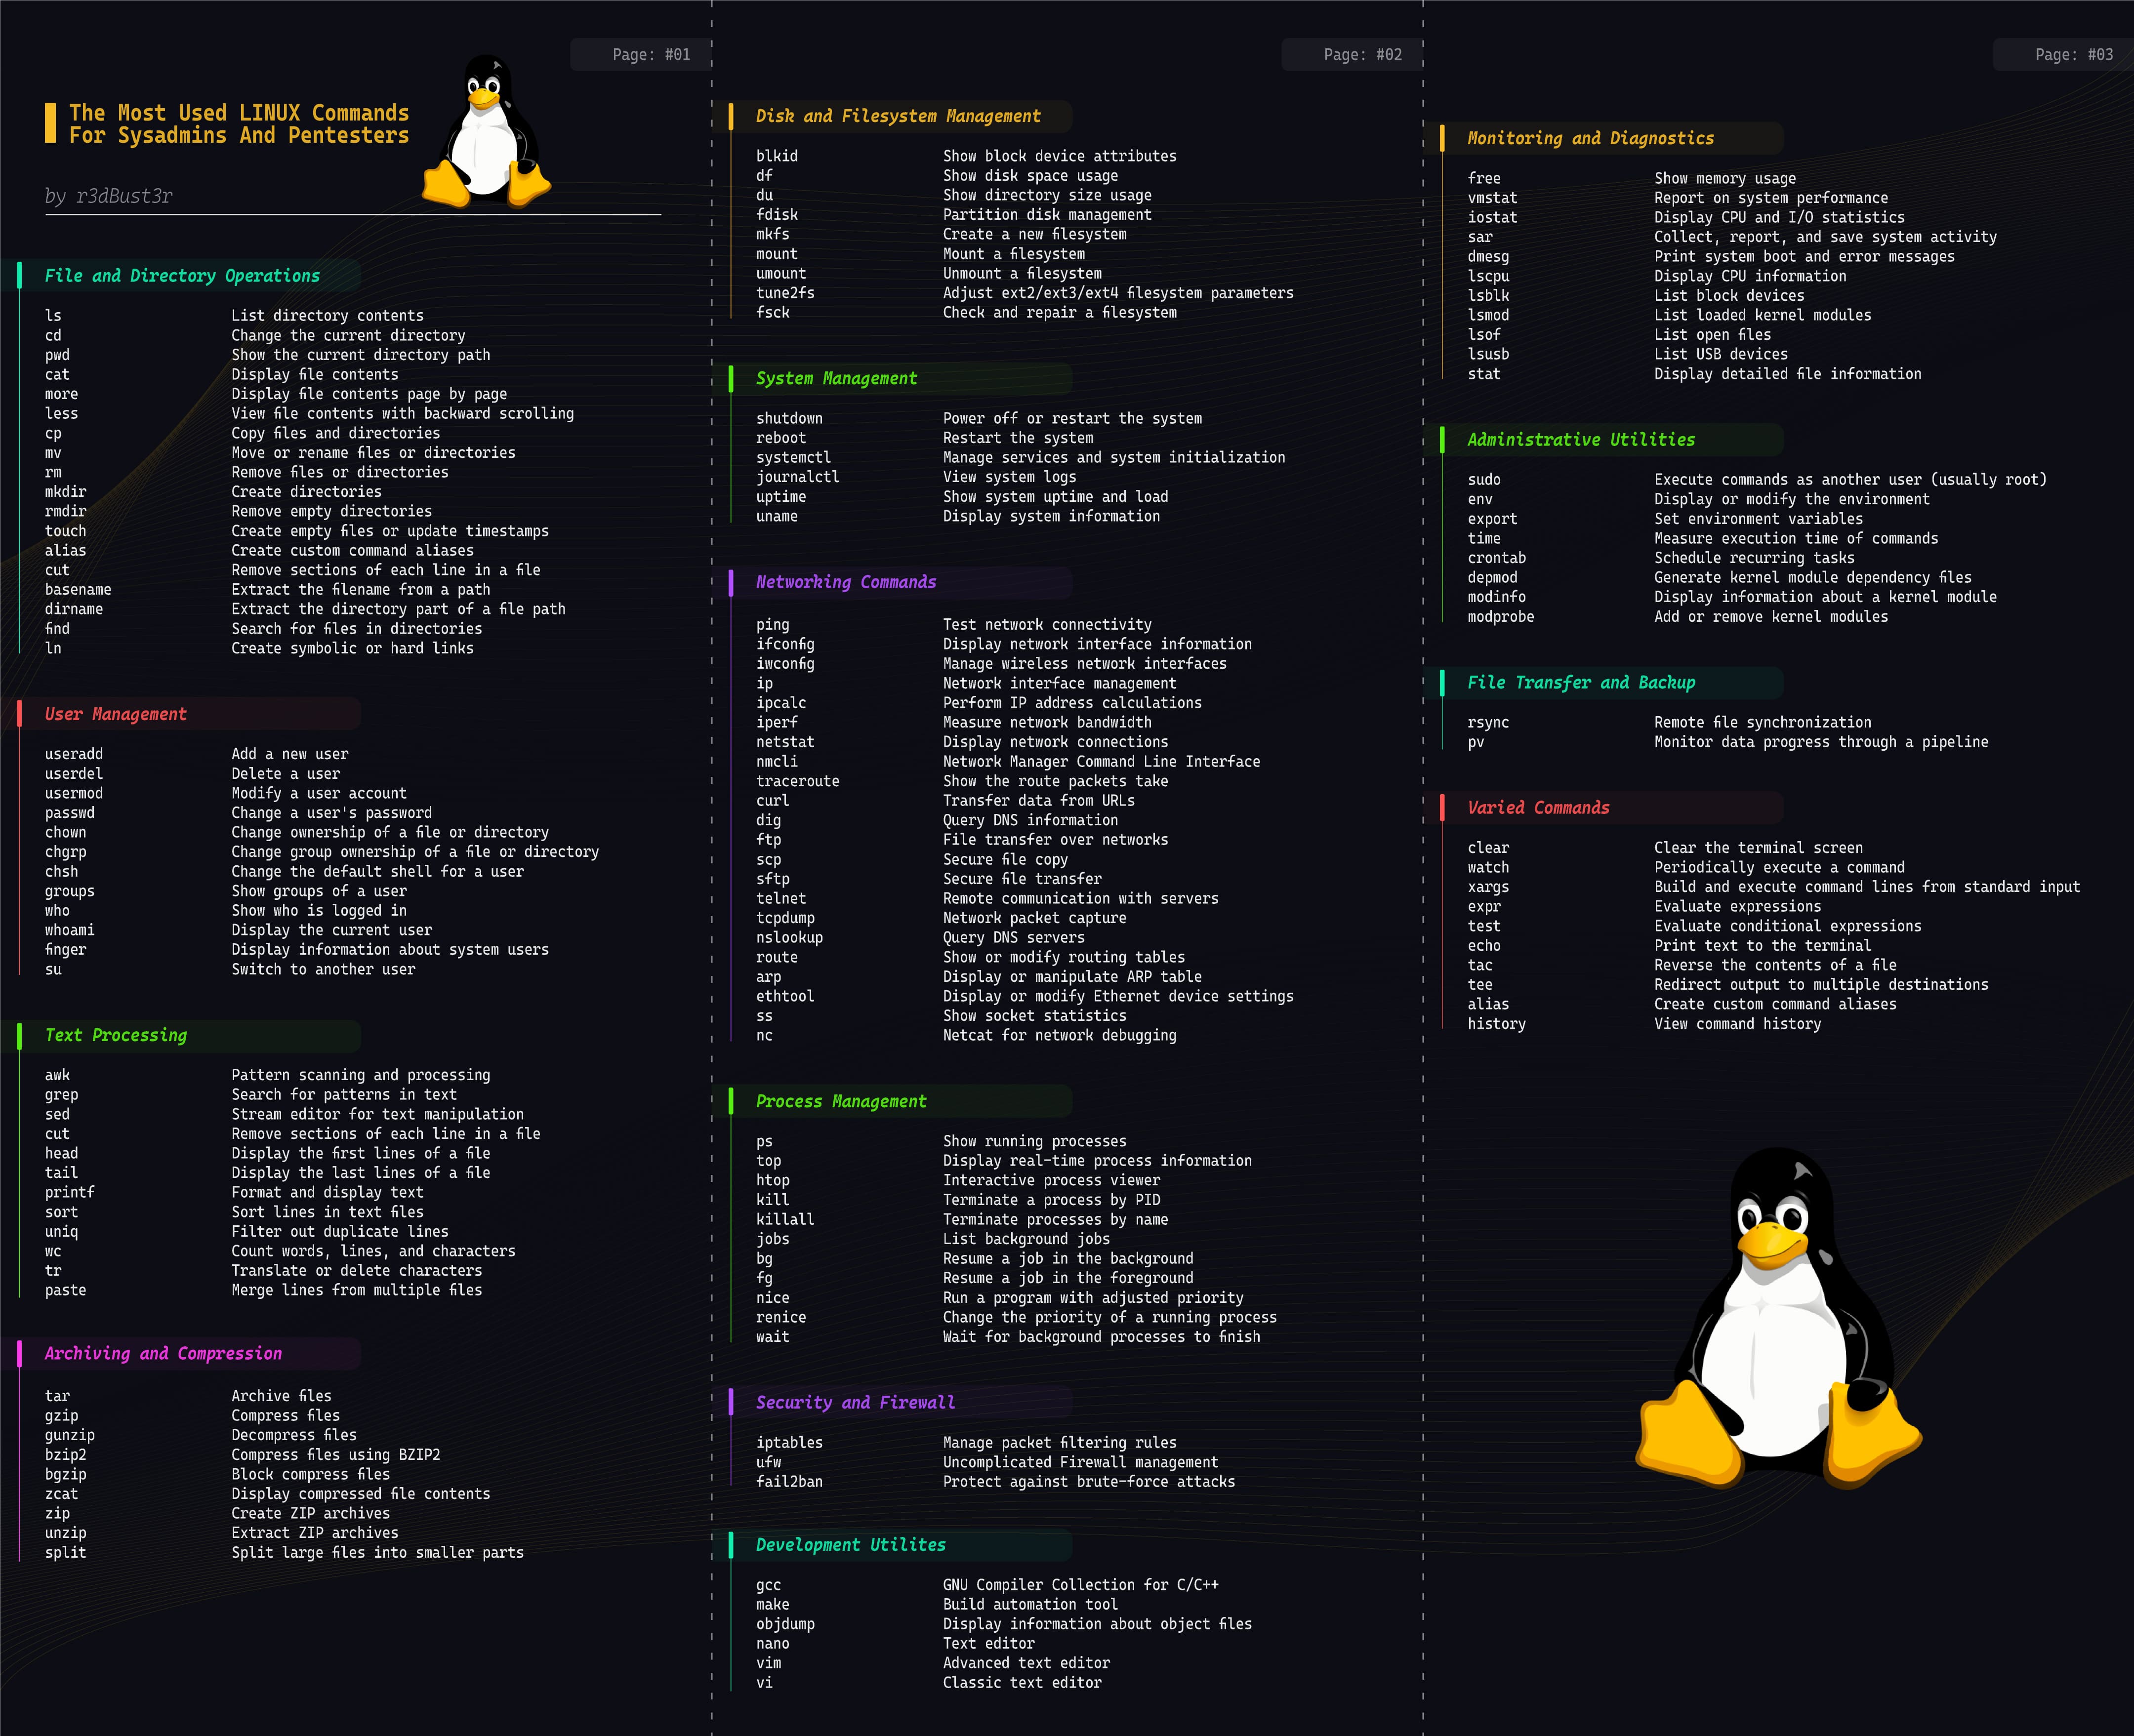 Page: #01
The Most Used LINUX Commands
For Sysadmins And Pentesters
by r3dBust3r
File and Directory Operations
ls List directory contents
cd Change the current directory
pwd Show the current directory path
cat Display file contents
more Display file contents page by page
less View file contents with backward scrolling
cp Copy files and directories
mv Move or rename files or directories
rm Remove files or directories
mkdir Create directories
rmdir Remove empty directories
touch Create empty files or update timestamps
alias Create custom command aliases
cut Remove sections of each line in a file
basename Extract the filename from a path
dirname Extract the directory part of a file path
find Search for files in directories
ln Create symbolic or hard links
User Management
useradd Add a new user
userdel Delete a user
usermod Modify a user account
passwd Change a user's password
chown Change ownership of a file or directory
chgrp Change group ownership of a file or directory
chsh Change the default shell for a user
groups Show groups of a user
who Show who is logged in
whoami Display the current user
finger Display information about system users
su Switch to another user
Text Processing
awk Pattern scanning and processing
grep Search for patterns in text
sed Stream editor for text manipulation
cut Remove sections of each line in a file
head Display the first lines of a file
tail Display the last lines of a file
printf Format and display text
sort Sort lines in text files
uniq Filter out duplicate lines
wc Count words, lines, and characters
tr Translate or delete characters
paste Merge lines from multiple files
Archiving and Compression
tar Archive files
gzip Compress files
gunzip Decompress files
bzip2 Compress files using BZIP2
bgzip Block compress files
zcat Display compressed file contents
zip Create ZIP archives
unzip Extract ZIP archives
split Split large files into smaller parts
Page: #02
Disk and Filesystem Management
blkid Show block device attributes
df Show disk space usage
du Show directory size usage
fdisk Partition disk management
mkfs Create a new filesystem
mount Mount a filesystem
umount Unmount a filesystem
tune2fs Adjust ext2/ext3/ext4 filesystem parameters
fsck Check and repair a filesystem
System Management
shutdown Power off or restart the system
reboot Restart the system
systemctl Manage services and system initialization
journalctl View system logs
uptime Show system uptime and load
uname Display system information
Networking Commands
ping Test network connectivity
ifconfig Display network interface information
iwconfig Manage wireless network interfaces
ip Network interface management
ipcalc Perform IP address calculations
iperf Measure network bandwidth
netstat Display network connections
nmcli Network Manager Command Line Interface
traceroute Show the route packets take
curl Transfer data from URLs
dig Query DNS information
ftp File transfer over networks
scp Secure file copy
sftp Secure file transfer
telnet Remote communication with servers
tcpdump Network packet capture
nslookup Query DNS servers
route Show or modify routing tables
arp Display or manipulate ARP table
ethtool Display or modify Ethernet device settings
ss Show socket statistics
nc Netcat for network debugging
Process Management
ps Show running processes
top Display real-time process information
htop Interactive process viewer
kill Terminate a process by PID
killall Terminate processes by name
jobs List background jobs
bg Resume a job in the background
fg Resume a job in the foreground
nice Run a program with adjusted priority
renice Change the priority of a running process
wait Wait for background processes to finish
Security and Firewall
iptables Manage packet filtering rules
ufw Uncomplicated Firewall management
fail2ban Protect against brute-force attacks
Development Utilites
gcc GNU Compiler Collection for C/C++
make Build automation tool
objdump Display information about object files
nano Text editor
vim Advanced text editor
vi Classic text editor
Page: #03
Monitoring and Diagnostics
free Show memory usage
vmstat Report on system performance
iostat Display CPU and I/O statistics
sar Collect, report, and save system activity
dmesg Print system boot and error messages
lscpu Display CPU information
lsblk List block devices
lsmod List loaded kernel modules
lsof List open files
lsusb List USB devices
stat Display detailed file information
Administrative Utilities
sudo Execute commands as another user (usually root)
env Display or modify the environment
export Set environment variables
time Measure execution time of commands
crontab Schedule recurring tasks
depmod Generate kernel module dependency files
modinfo Display information about a kernel module
modprobe Add or remove kernel modules
File Transfer and Backup
rsync Remote file synchronization
pv Monitor data progress through a pipeline
Varied Commands
clear Clear the terminal screen
watch Periodically execute a command
xargs Build and execute command lines from standard input
expr Evaluate expressions
test Evaluate conditional expressions
echo Print text to the terminal
tac Reverse the contents of a file
tee Redirect output to multiple destinations
alias Create custom command aliases
history View command history